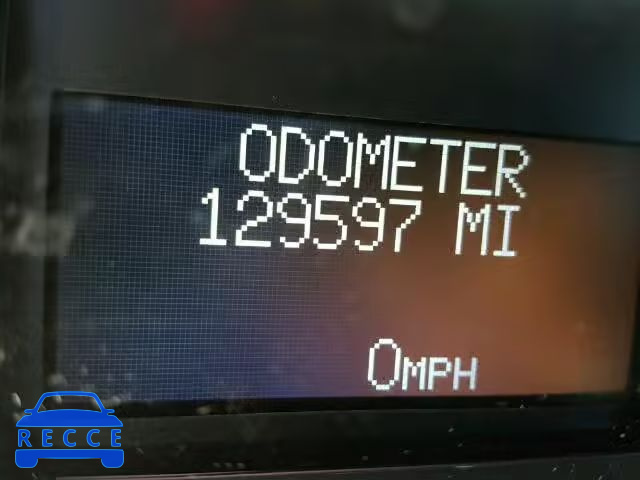 ODOMETER
129597 MI
0MPH
RECCE